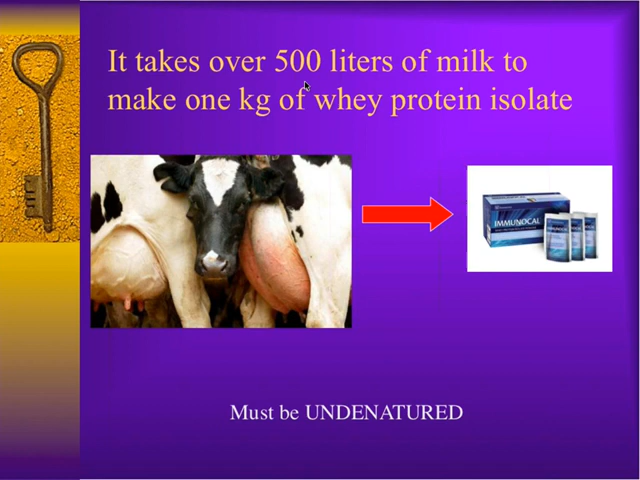 It takes over 500 liters of milk to
make one kg of whey protein isolate
IMMUNOCAL
Must be UNDENATURED